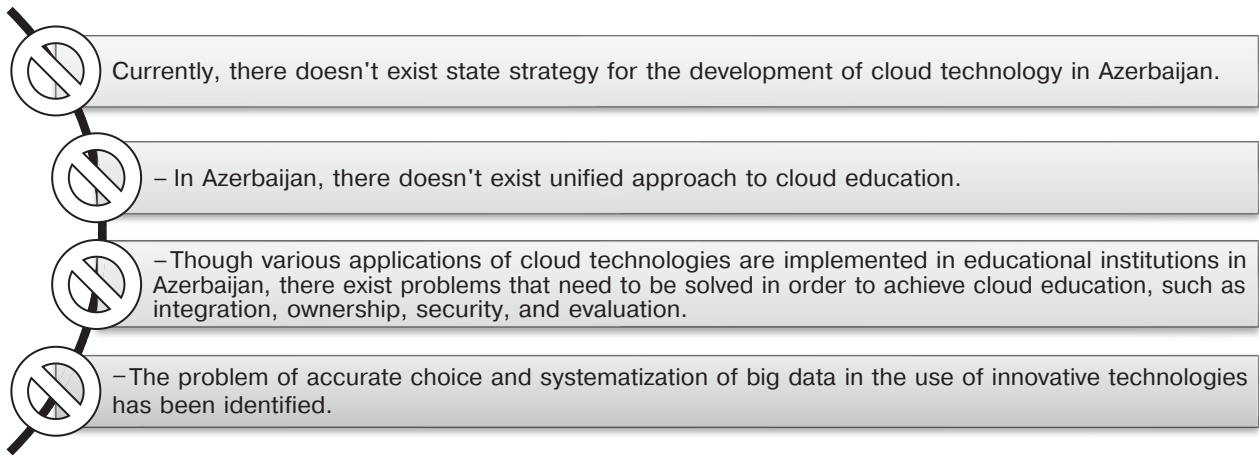 Currently, there doesn't exist state strategy for the development of cloud technology in Azerbaijan.
– In Azerbaijan, there doesn't exist unified approach to cloud education.
–Though various applications of cloud technologies are implemented in educational institutions in
Azerbaijan, there exist problems that need to be solved in order to achieve cloud education, such as
integration, ownership, security, and evaluation.
–The problem of accurate choice and systematization of big data in the use of innovative technologies
has been identified.